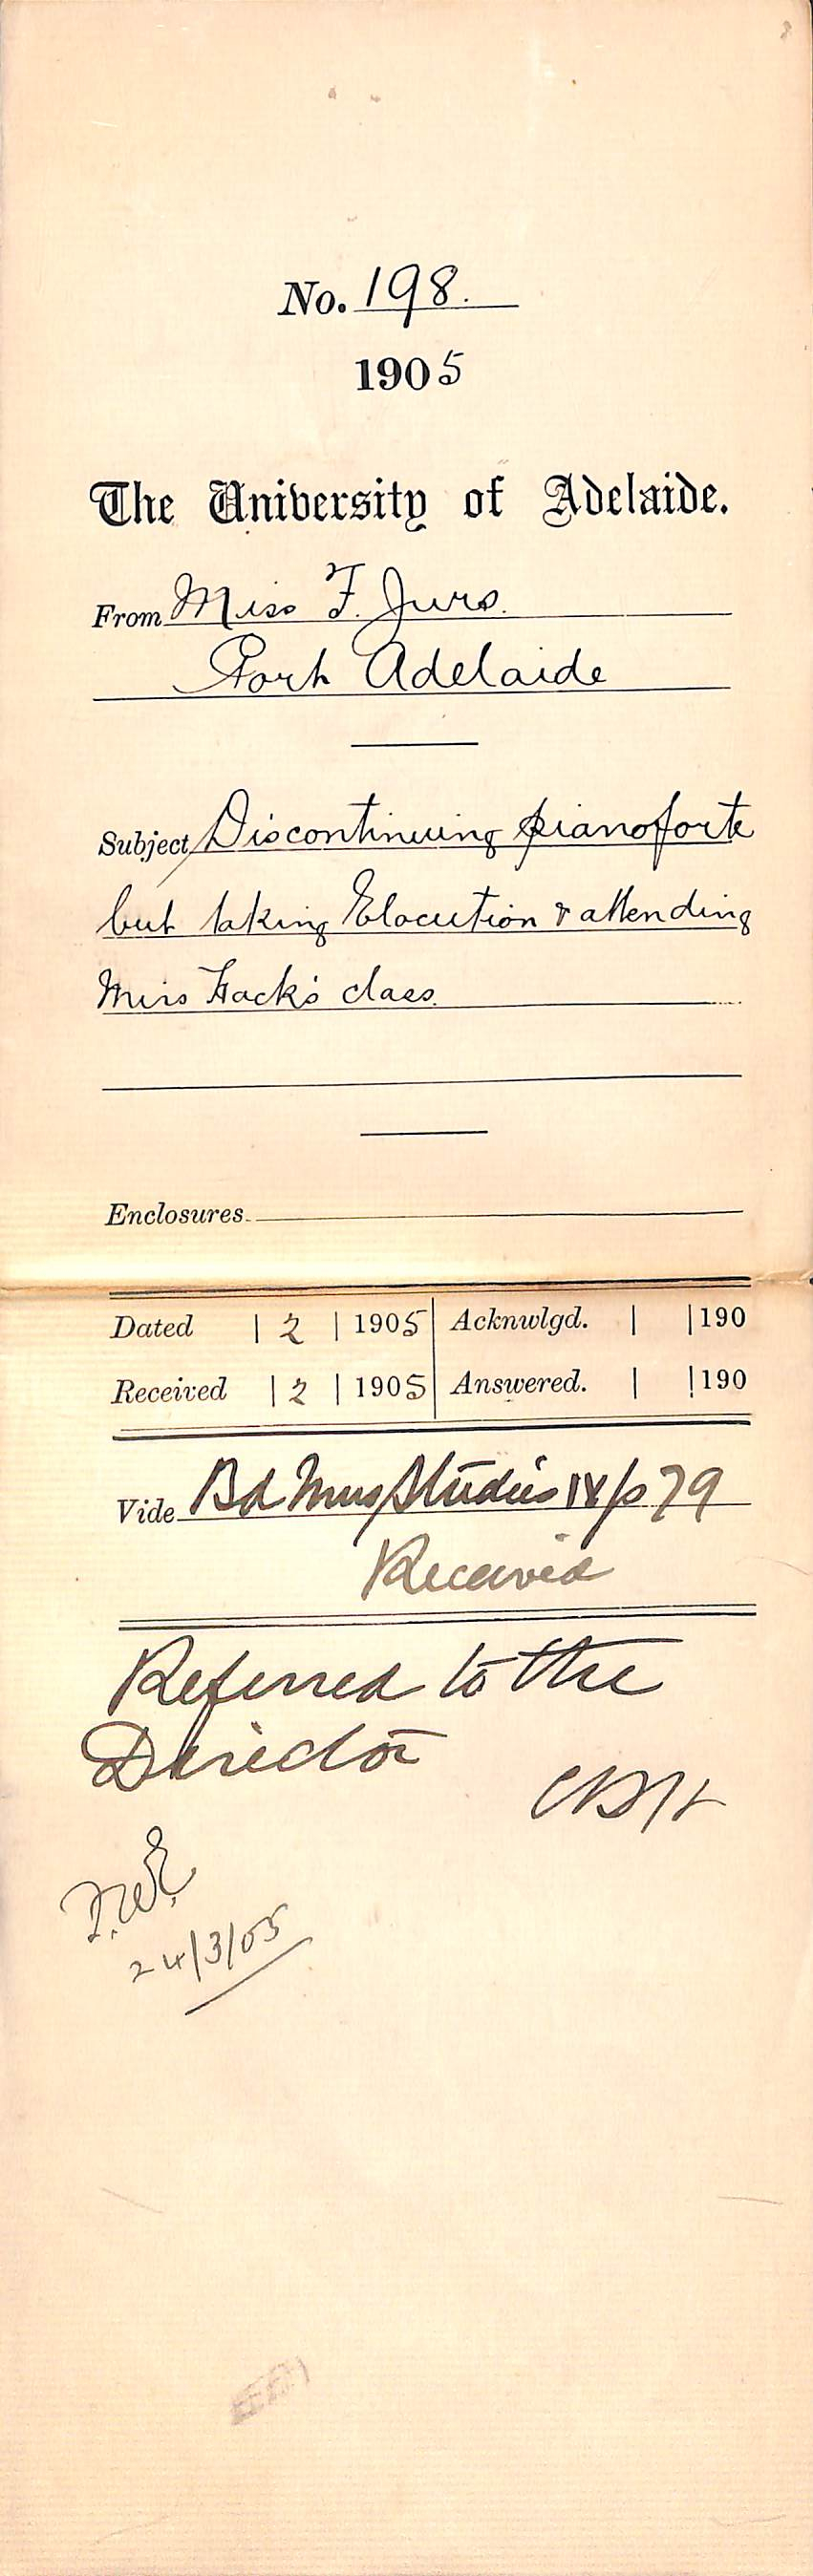 No. 198.
1905
The University of Adelaide.
From Miss F. Jurs.
Port Adelaide
Subject Discontinuing pianoforte
but taking Elocution & attending
Miss Hack's class.
Enclosures
Dated | 2 | 1905 Acknwlgd. | | 190
Received | 2 | 1905 Answered. | | 190
Vide Bd Mus Studies IV/p 79
Received
Referred to the
Director
CRH
F.W.E.
24/3/05